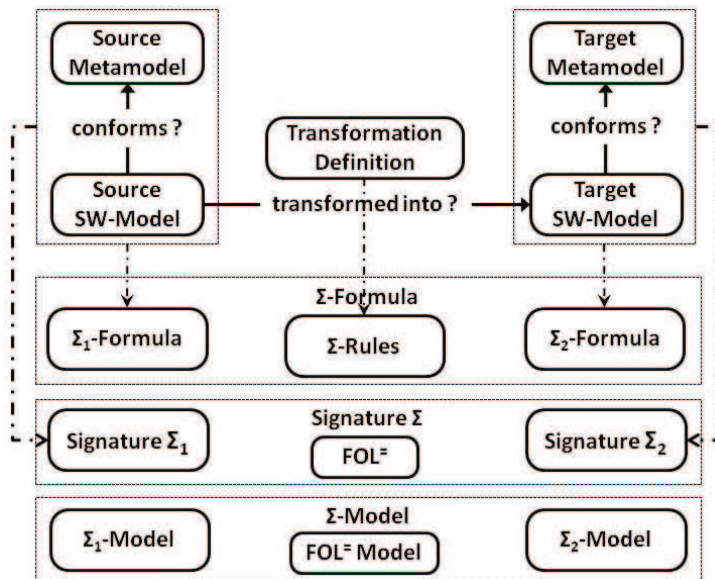 Source
Metamodel
Target
Metamodel
conforms ?
Transformation
Definition
conforms ?
Source
SW-Model
transformed into ?
Target
SW-Model
Σ-Formula
Σ₁-Formula
Σ-Rules
Σ₂-Formula
Signature Σ
Signature Σ₁
FOL⁼
Signature Σ₂
Σ-Model
Σ₁-Model
FOL⁼ Model
Σ₂-Model